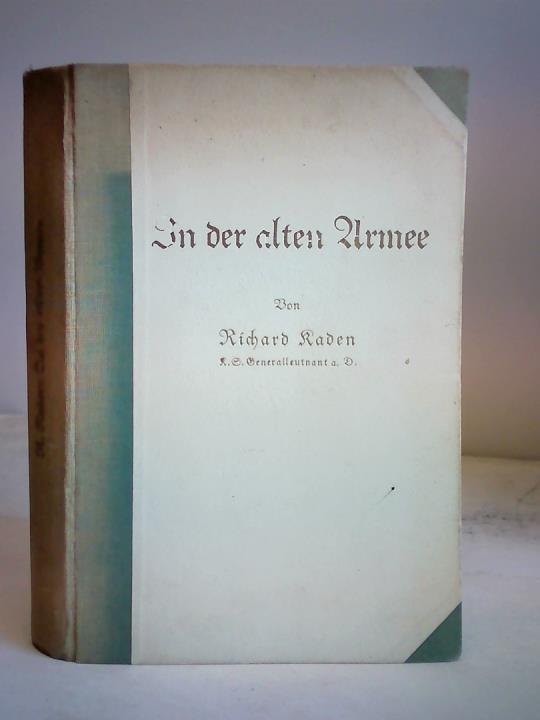 In der alten Armee
Von
Richard Kaden
K. S. Generalleutnant a. D.